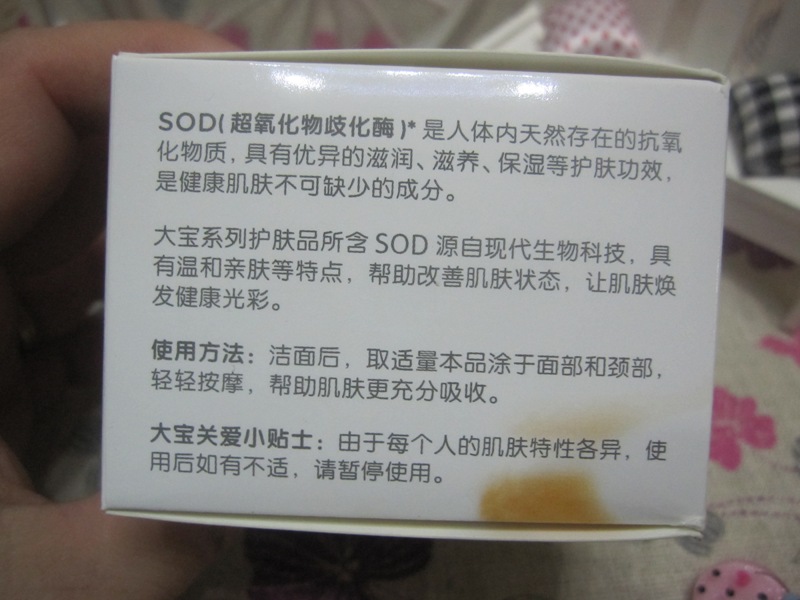 SOD(超氧化物歧化酶)*是人体内天然存在的抗氧
化物质，具有优异的滋润、滋养、保湿等护肤功效，
是健康肌肤不可缺少的成分。
大宝系列护肤品所含SOD源自现代生物科技，具
有温和亲肤等特点，帮助改善肌肤状态，让肌肤焕
发健康光彩。
使用方法：洁面后，取适量本品涂于面部和颈部，
轻轻按摩，帮助肌肤更充分吸收。
大宝关爱小贴士：由于每个人的肌肤特性各异，使
用后如有不适，请暂停使用。